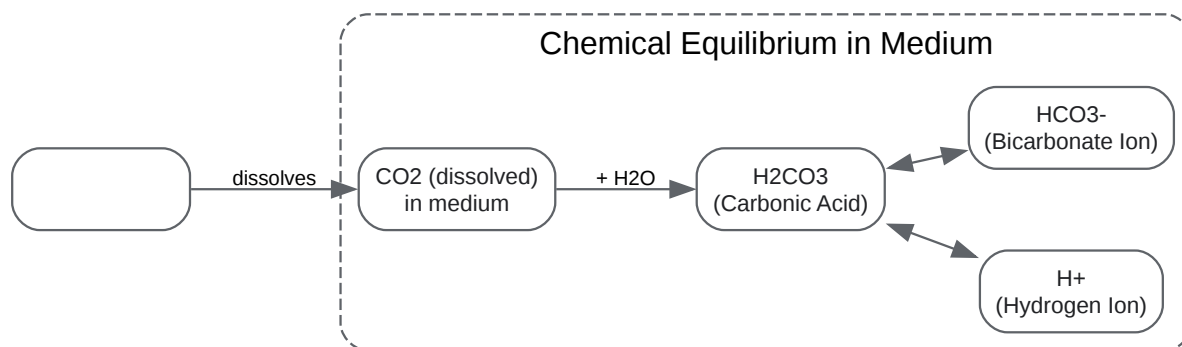 Chemical Equilibrium in Medium
dissolves
CO2 (dissolved)
in medium
+ H2O
H2CO3
(Carbonic Acid)
HCO3-
(Bicarbonate Ion)
H+
(Hydrogen Ion)